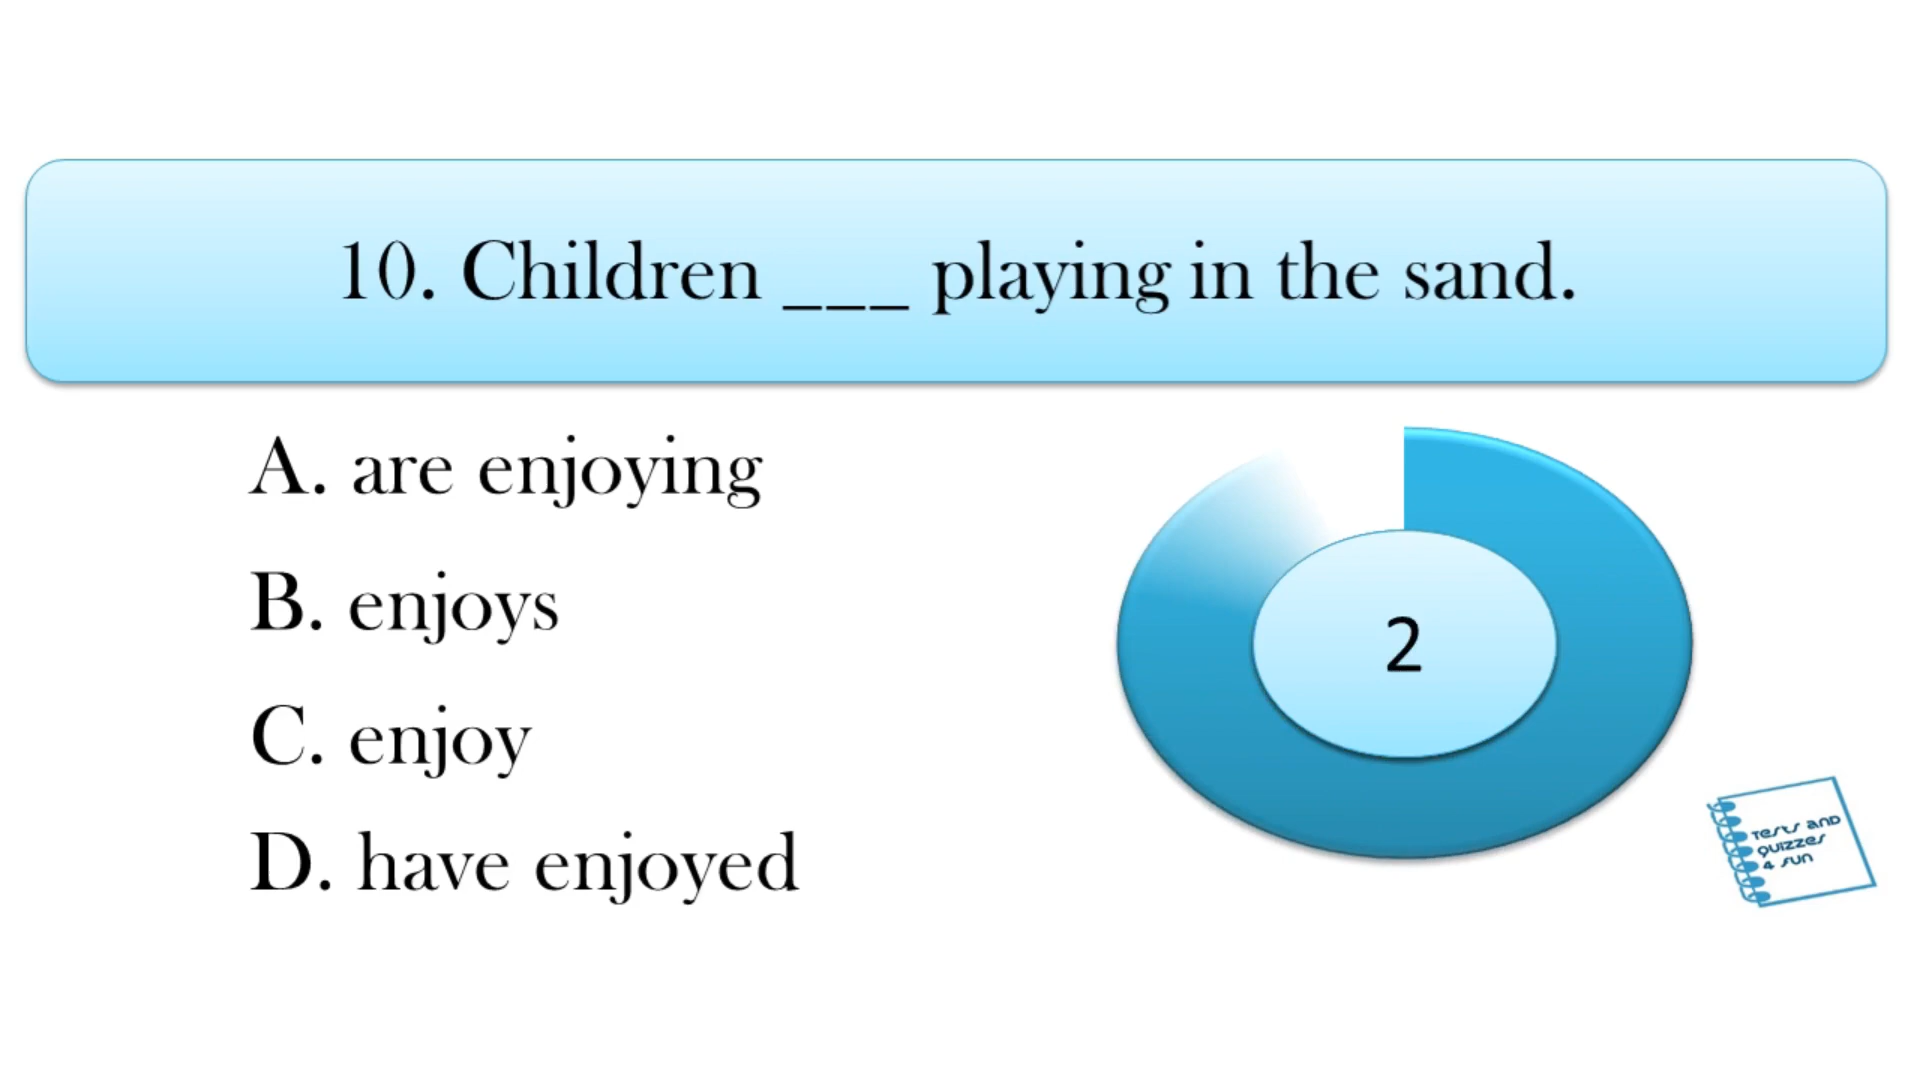 10. Children ___ playing in the sand.
A. are enjoying
B. enjoys
C. enjoy
D. have enjoyed
2
Tests and
Quizzes
4 Fun